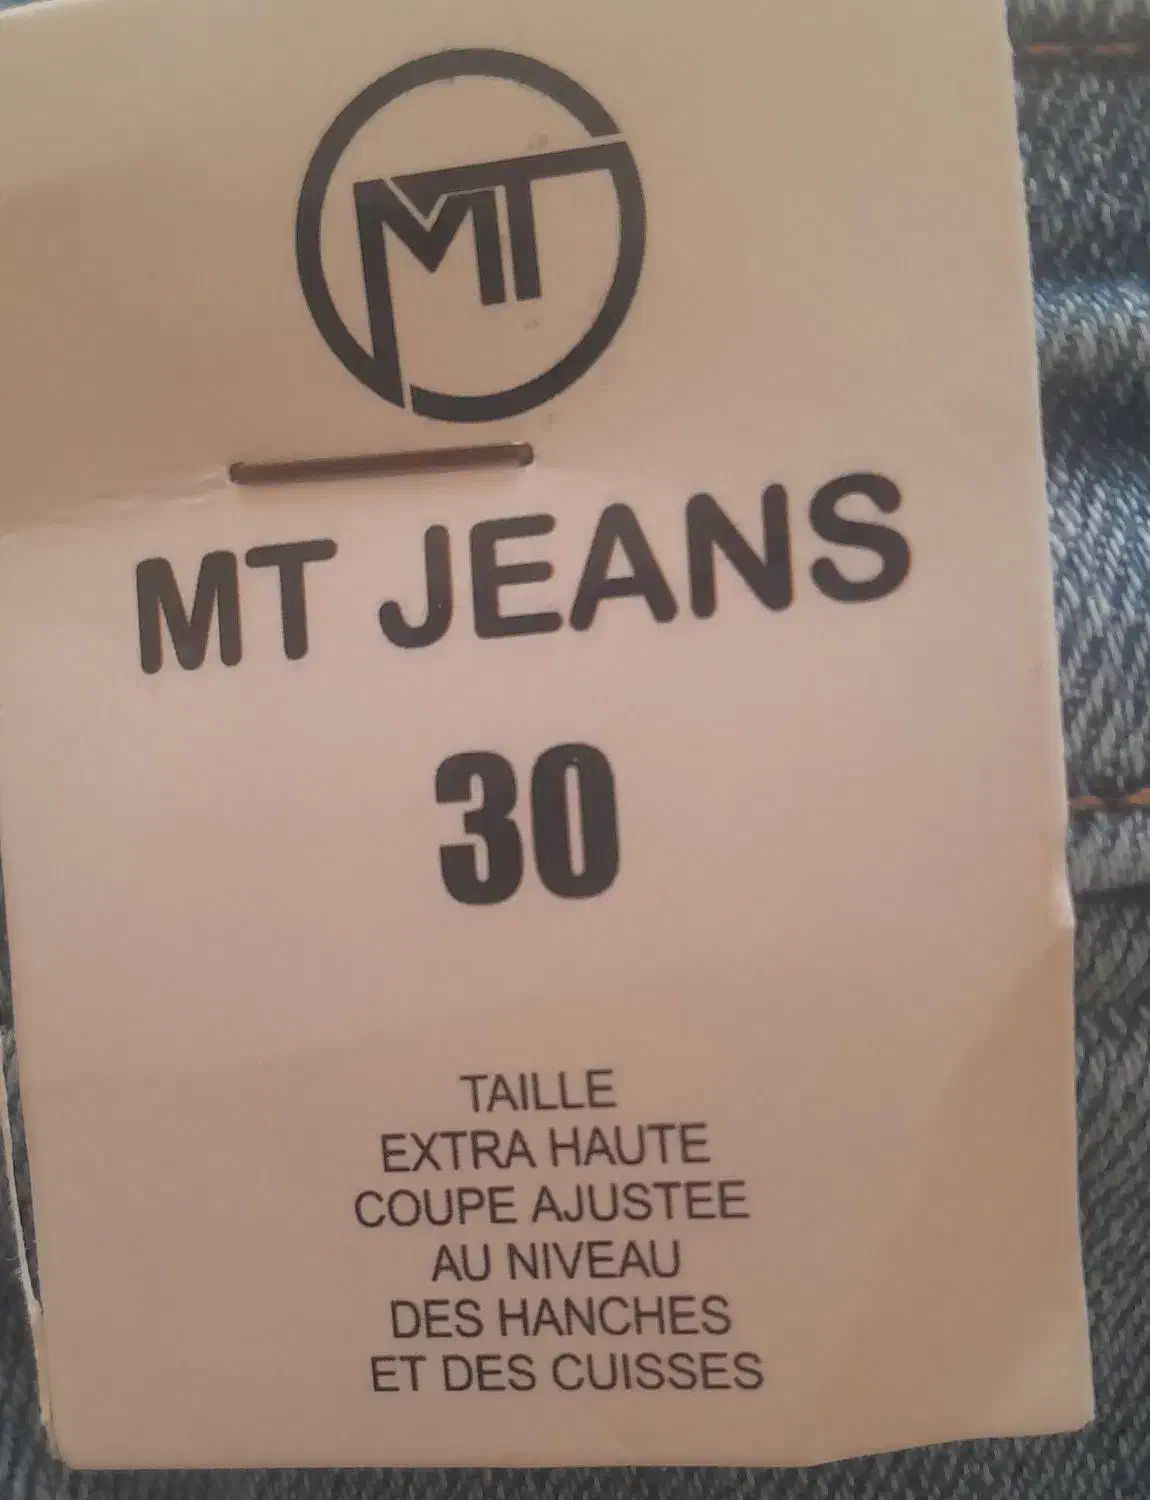 MT
MT JEANS
30
TAILLE
EXTRA HAUTE
COUPE AJUSTEE
AU NIVEAU
DES HANCHES
ET DES CUISSES